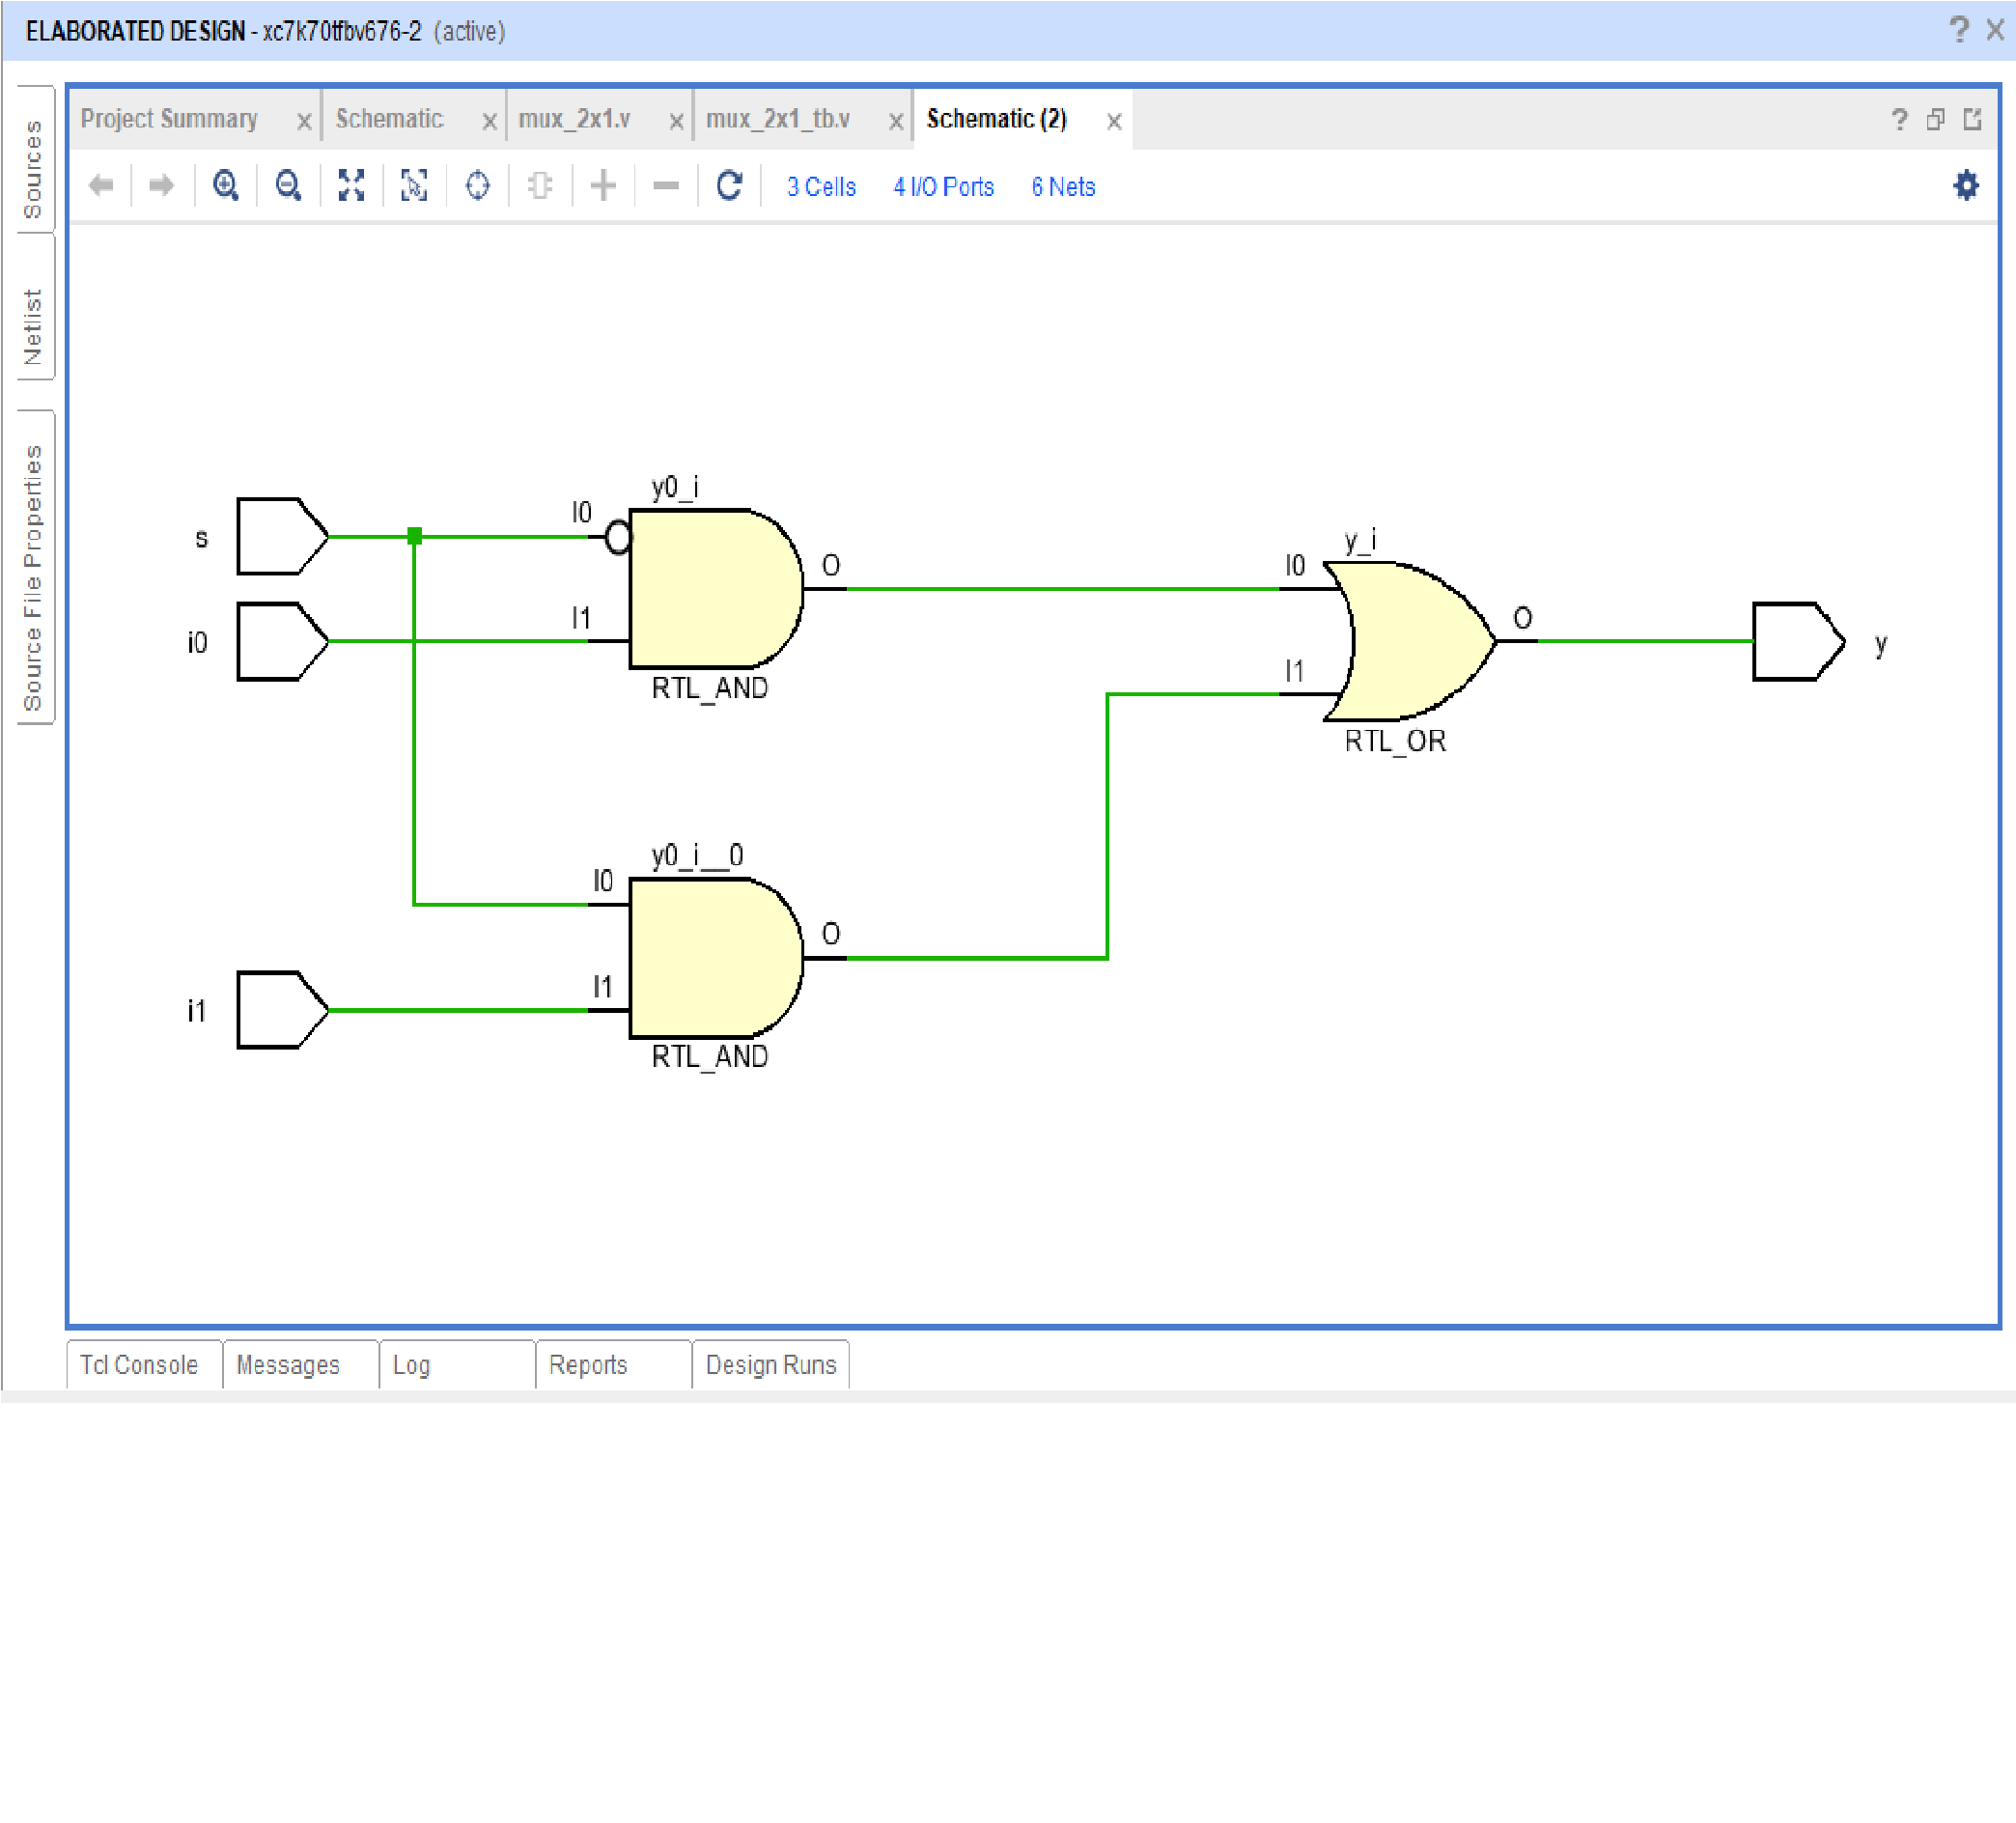 ELABORATED DESIGN - xc7k70tfbv676-2 (active)
Project Summary Schematic mux_2x1.v mux_2x1_tb.v Schematic (2)
3 Cells 4 I/O Ports 6 Nets
Sources
Netlist
Source File Properties
y0_i
I0
s
O
I1
i0
RTL_AND
y_i
I0
O
I1
y
RTL_OR
y0_i__0
I0
O
I1
i1
RTL_AND
Tcl Console Messages Log Reports Design Runs